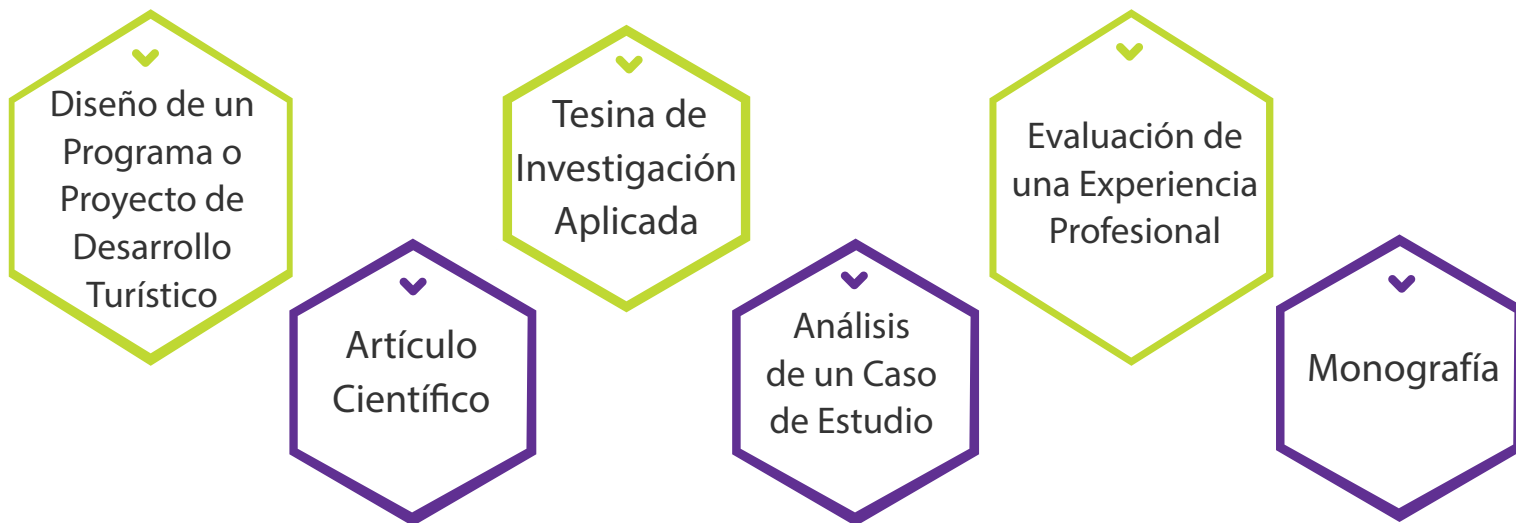 Diseño de un
Programa o
Proyecto de
Desarrollo
Turístico
Artículo
Científico
Tesina de
Investigación
Aplicada
Análisis
de un Caso
de Estudio
Evaluación de
una Experiencia
Profesional
Monografía